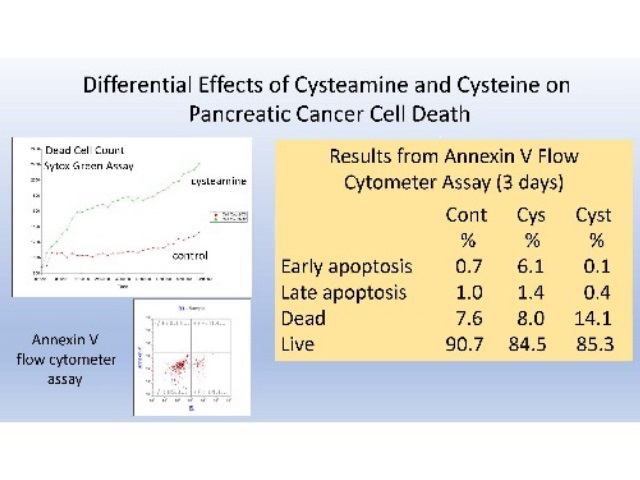 Differential Effects of Cysteamine and Cysteine on
Pancreatic Cancer Cell Death
Dead Cell Count
Sytox Green Assay
cysteamine
control
Time
Annexin V
flow cytometer
assay
Results from Annexin V Flow
Cytometer Assay (3 days)
Cont Cys Cyst
% % %
Early apoptosis 0.7 6.1 0.1
Late apoptosis 1.0 1.4 0.4
Dead 7.6 8.0 14.1
Live 90.7 84.5 85.3